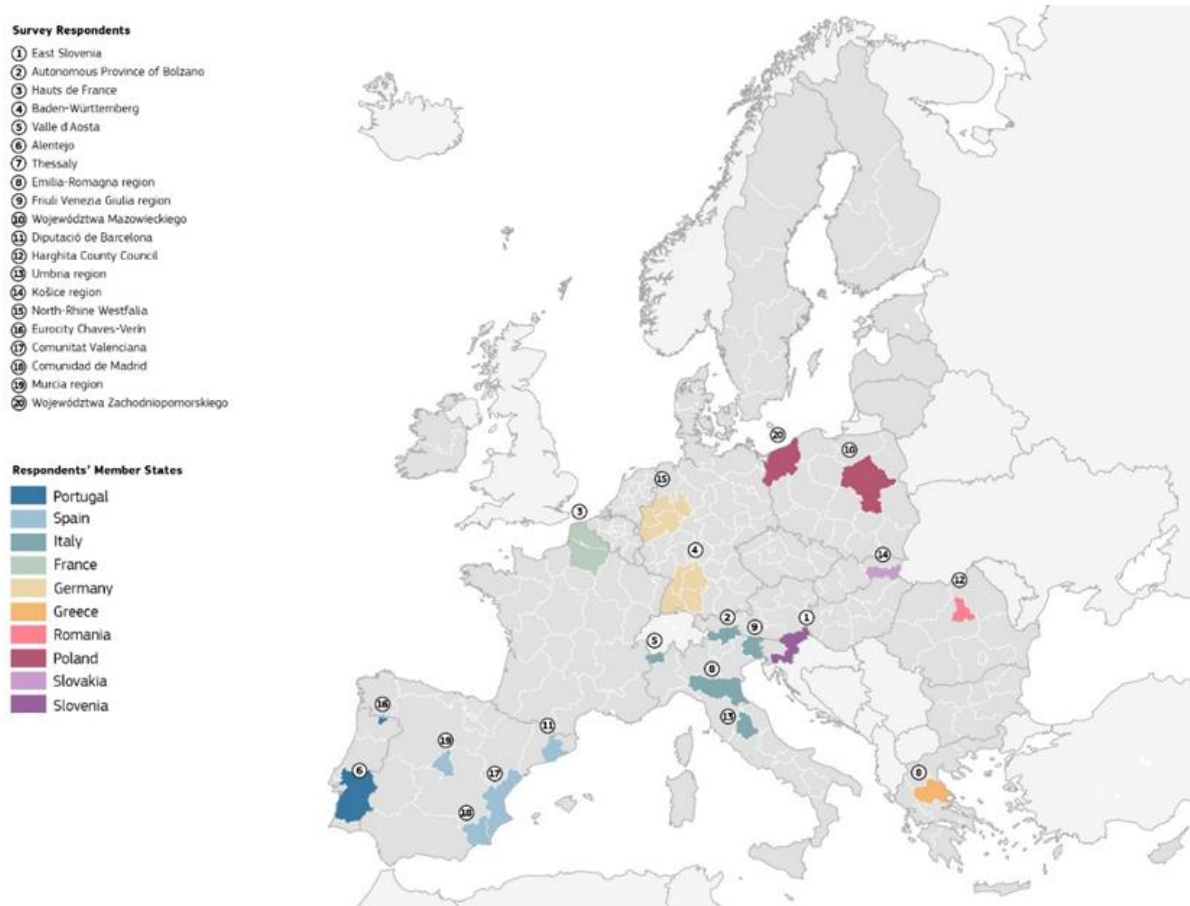 Survey Respondents
1 East Slovenia
2 Autonomous Province of Bolzano
3 Hauts de France
4 Baden-Württemberg
5 Valle d'Aosta
6 Alentejo
7 Thessaly
8 Emilia-Romagna region
9 Friuli Venezia Giulia region
10 Województwa Mazowieckiego
11 Diputació de Barcelona
12 Harghita County Council
13 Umbria region
14 Košice region
15 North-Rhine Westfalia
16 Eurocity Chaves-Verín
17 Comunitat Valenciana
18 Comunidad de Madrid
19 Murcia region
20 Województwa Zachodniopomorskiego
Respondents' Member States
Portugal
Spain
Italy
France
Germany
Greece
Romania
Poland
Slovakia
Slovenia
20
10
15
3
4
14
12
2
9
1
5
8
16
13
11
19
6
17
8
18